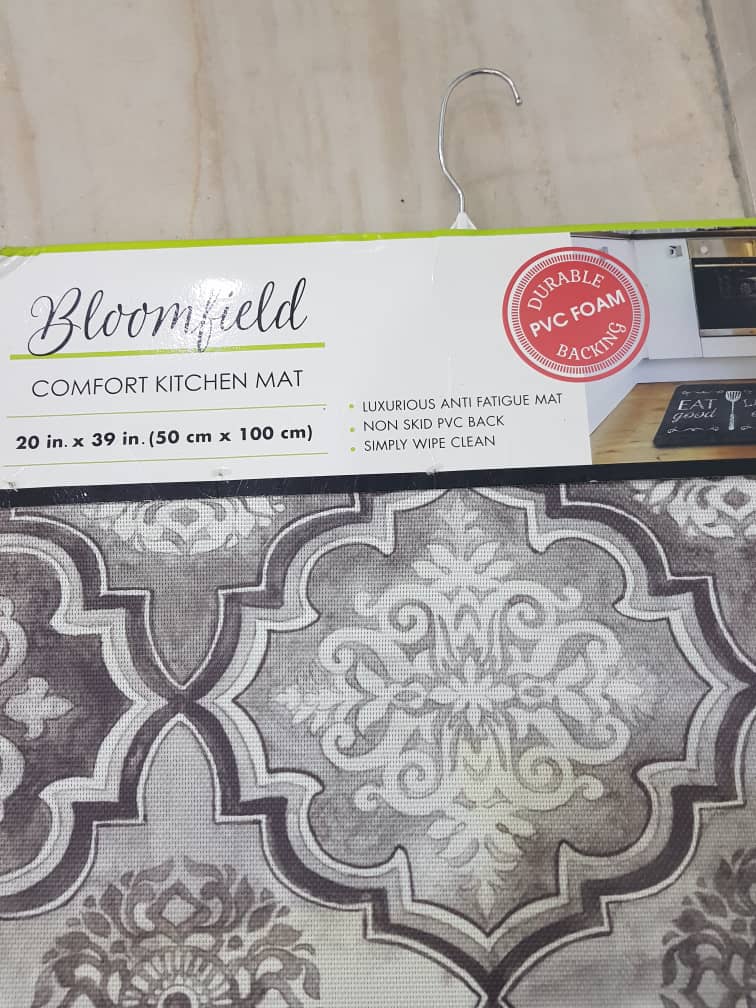 Bloomfield
COMFORT KITCHEN MAT
20 in. x 39 in. (50 cm x 100 cm)
• LUXURIOUS ANTI FATIGUE MAT
• NON SKID PVC BACK
• SIMPLY WIPE CLEAN
DURABLE
PVC FOAM
BACKING
EAT
good